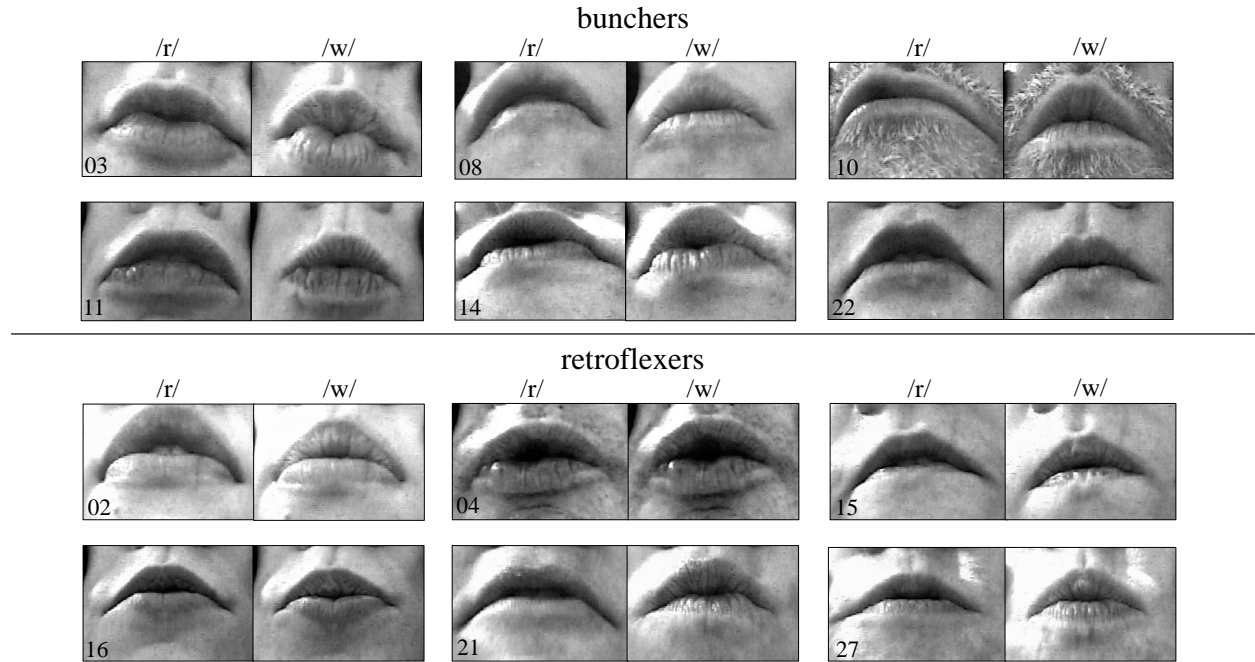 bunchers
/r/ /w/ /r/ /w/ /r/ /w/
03 08 10
11 14 22
retroflexers
/r/ /w/ /r/ /w/ /r/ /w/
02 04 15
16 21 27